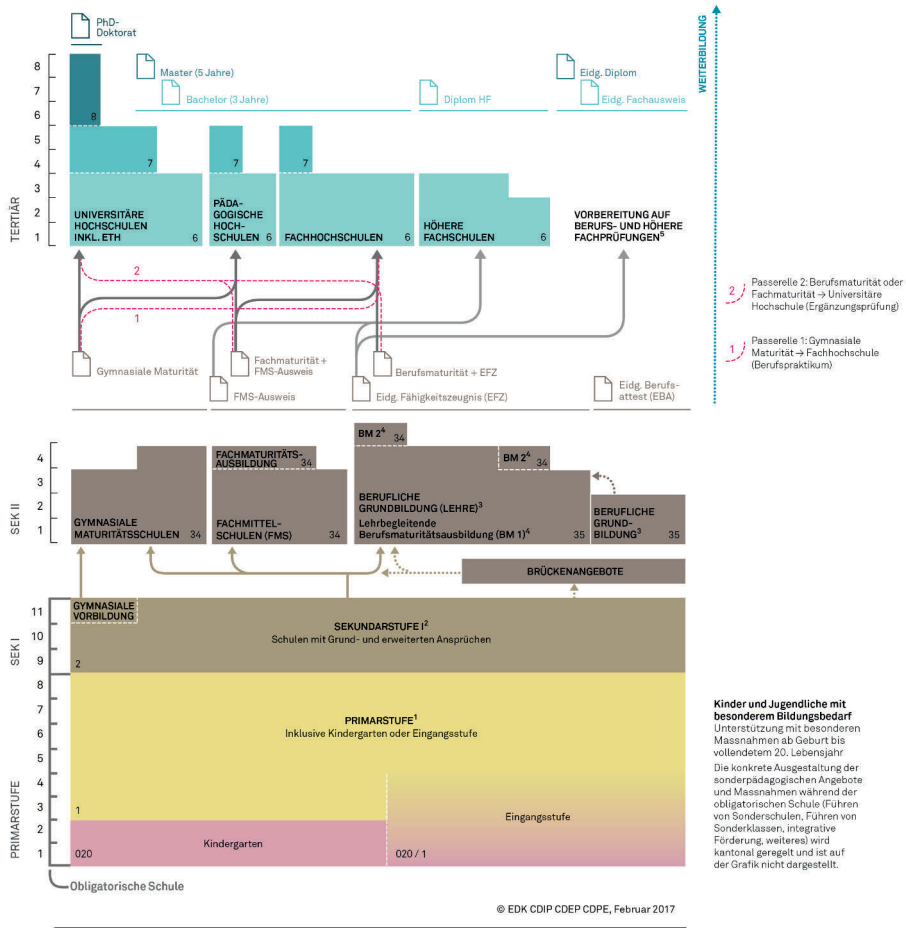 PhD-
Doktorat
WEITERBILDUNG
8
7
6
5
4
3
2
1
TERTIÄR
Master (5 Jahre)
Bachelor (3 Jahre)
Diplom HF
Eidg. Diplom
Eidg. Fachausweis
8
7
7
7
UNIVERSITÄRE
HOCHSCHULEN
INKL. ETH
6
PÄDA-
GOGISCHE
HOCH-
SCHULEN
6
FACHHOCHSCHULEN
6
HÖHERE
FACHSCHULEN
6
VORBEREITUNG AUF
BERUFS- UND HÖHERE
FACHPRÜFUNGEN⁵
2
1
2
Passerelle 2: Berufsmaturität oder
Fachmaturität → Universitäre
Hochschule (Ergänzungsprüfung)
1
Passerelle 1: Gymnasiale
Maturität → Fachhochschule
(Berufspraktikum)
Gymnasiale Maturität
Fachmaturität +
FMS-Ausweis
Berufsmaturität + EFZ
FMS-Ausweis
Eidg. Fähigkeitszeugnis (EFZ)
Eidg. Berufs-
attest (EBA)
4
3
2
1
SEK II
GYMNASIALE
MATURITÄTSSCHULEN
34
FACHMATURITÄTS-
AUSBILDUNG
34
FACHMITTEL-
SCHULEN (FMS)
34
BM 2⁴
34
BM 2⁴
34
BERUFLICHE
GRUNDBILDUNG (LEHRE)³
Lehrbegleitende
Berufsmaturitätsausbildung (BM 1)⁴
35
BERUFLICHE
GRUND-
BILDUNG³
35
BRÜCKENANGEBOTE
11
10
9
SEK I
GYMNASIALE
VORBILDUNG
2
SEKUNDARSTUFE I²
Schulen mit Grund- und erweiterten Ansprüchen
8
7
6
5
4
3
2
1
PRIMARSTUFE
PRIMARSTUFE¹
Inklusive Kindergarten oder Eingangsstufe
1
Kindergarten
020
Eingangsstufe
020 / 1
Obligatorische Schule
Kinder und Jugendliche mit
besonderem Bildungsbedarf
Unterstützung mit besonderen
Massnahmen ab Geburt bis
vollendetem 20. Lebensjahr
Die konkrete Ausgestaltung der
sonderpädagogischen Angebote
und Massnahmen während der
obligatorischen Schule (Führen
von Sonderschulen, Führen von
Sonderklassen, integrative
Förderung, weiteres) wird
kantonal geregelt und ist auf
der Grafik nicht dargestellt.
© EDK CDIP CDEP CDPE, Februar 2017